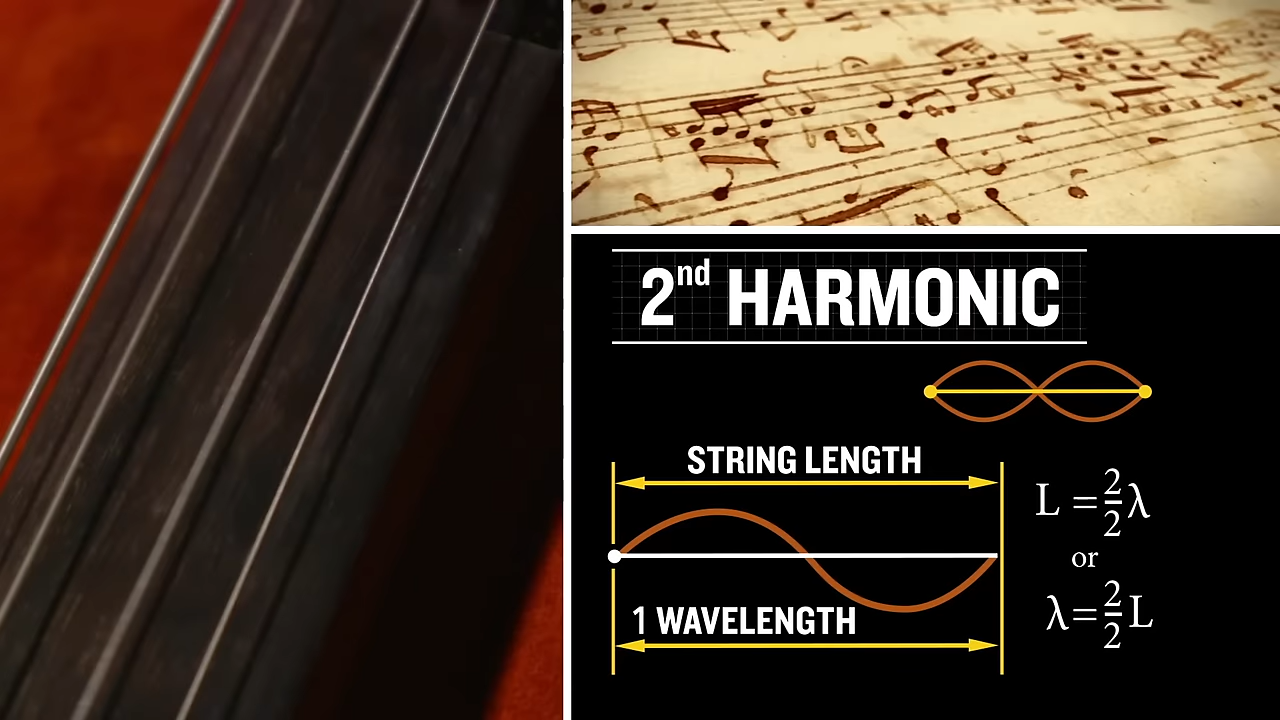 2nd HARMONIC
STRING LENGTH
1 WAVELENGTH
L = 2/2 λ
or
λ = 2/2 L